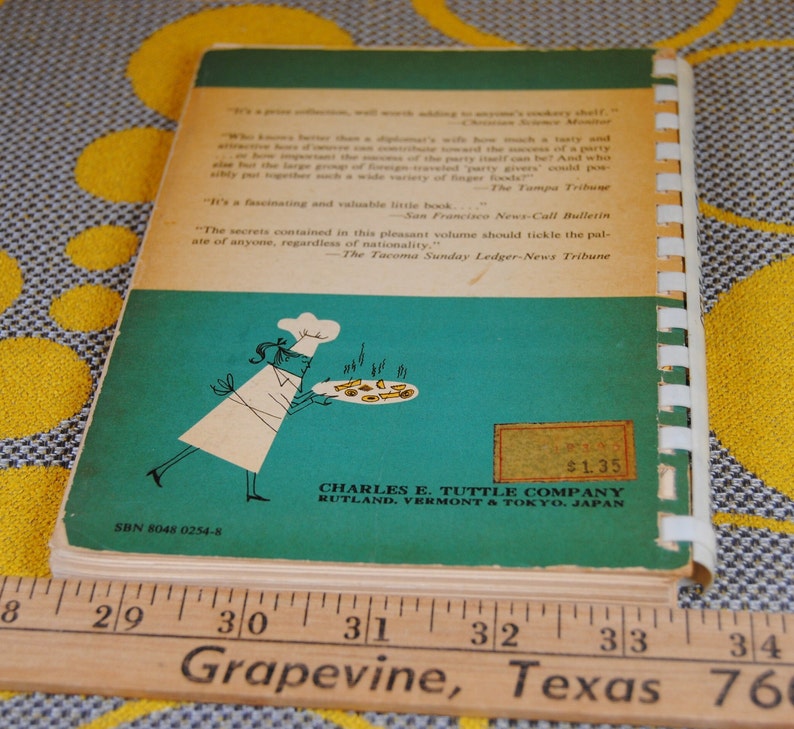 "It's a prize collection, well worth adding to anyone's cookery shelf."
—Christian Science Monitor
"Who knows better than a diplomat's wife how much a tasty and
attractive hors d'oeuvre can contribute toward the success of a party
. . . or how important the success of the party itself can be? And who
else but the large group of foreign-traveled 'party givers' could pos-
sibly put together such a wide variety of finger foods?"
—The Tampa Tribune
"It's a fascinating and valuable little book. . . ."
—San Francisco News-Call Bulletin
"The secrets contained in this pleasant volume should tickle the pal-
ate of anyone, regardless of nationality."
—The Tacoma Sunday Ledger-News Tribune
$1.35
CHARLES E. TUTTLE COMPANY
RUTLAND, VERMONT & TOKYO, JAPAN
SBN 8048 0254-8
8 29 30 31 32 33 34
Grapevine, Texas 76